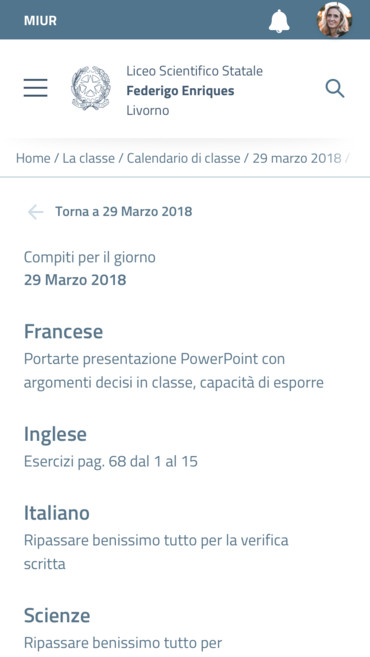 MIUR
Liceo Scientifico Statale
Federigo Enriques
Livorno
Home / La classe / Calendario di classe / 29 marzo 2018 /
Torna a 29 Marzo 2018
Compiti per il giorno
29 Marzo 2018
Francese
Portarte presentazione PowerPoint con
argomenti decisi in classe, capacità di esporre
Inglese
Esercizi pag. 68 dal 1 al 15
Italiano
Ripassare benissimo tutto per la verifica
scritta
Scienze
Ripassare benissimo tutto per